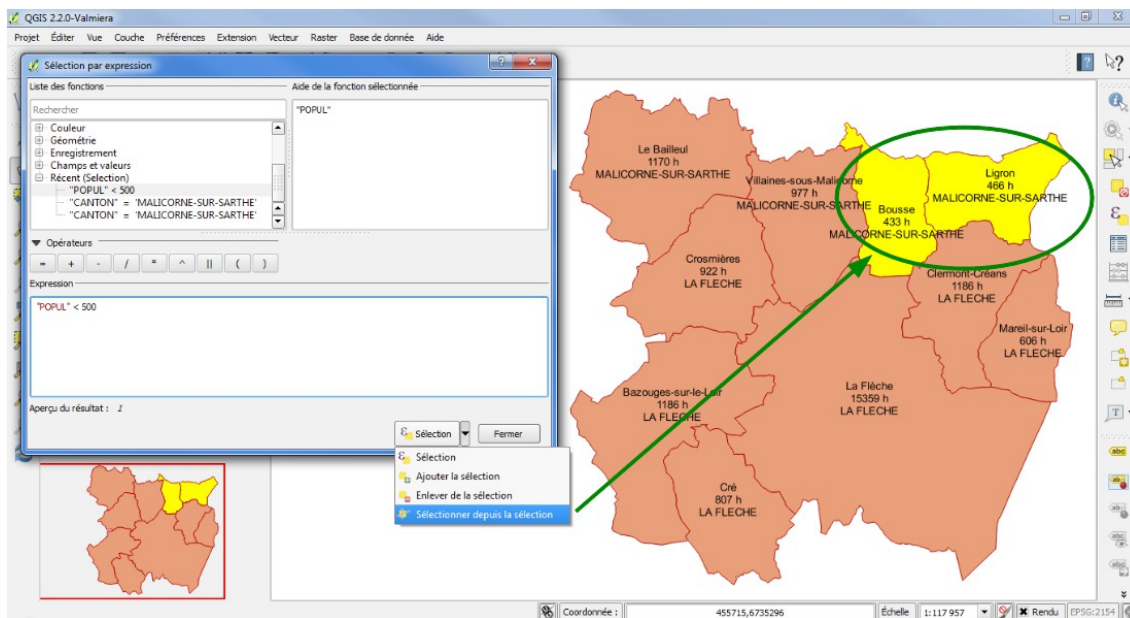 QGIS 2.2.0-Valmiera
Projet Éditer Vue Couche Préférences Extension Vecteur Raster Base de donnée Aide
Sélection par expression
Liste des fonctions
Aide de la fonction sélectionnée
Rechercher
"POPUL"
Couleur
Géométrie
Enregistrement
Champs et valeurs
Récent (Selection)
"POPUL" < 500
"CANTON" = 'MALICORNE-SUR-SARTHE'
"CANTON" = 'MALICORNE-SUR-SARTHE'
Opérateurs
= + - / * ^ || ( )
Expression
"POPUL" < 500
Aperçu du résultat : 1
Sélection
Fermer
Sélection
Ajouter la sélection
Enlever de la sélection
Sélectionner depuis la sélection
Le Bailleul
1170 h
MALICORNE-SUR-SARTHE
Villaines-sous-Malicorne
977 h
MALICORNE-SUR-SARTHE
Bousse
433 h
MALICORNE-SUR-SARTHE
Ligron
466 h
MALICORNE-SUR-SARTHE
Crosmières
922 h
LA FLECHE
Clermont-Créans
1186 h
LA FLECHE
Mareil-sur-Loir
606 h
LA FLECHE
Bazouges-sur-le-Loir
1186 h
LA FLECHE
La Flèche
15359 h
LA FLECHE
Cré
807 h
LA FLECHE
Coordonnée : 455715,6735296 Échelle 1:117 957 Rendu EPSG:2154